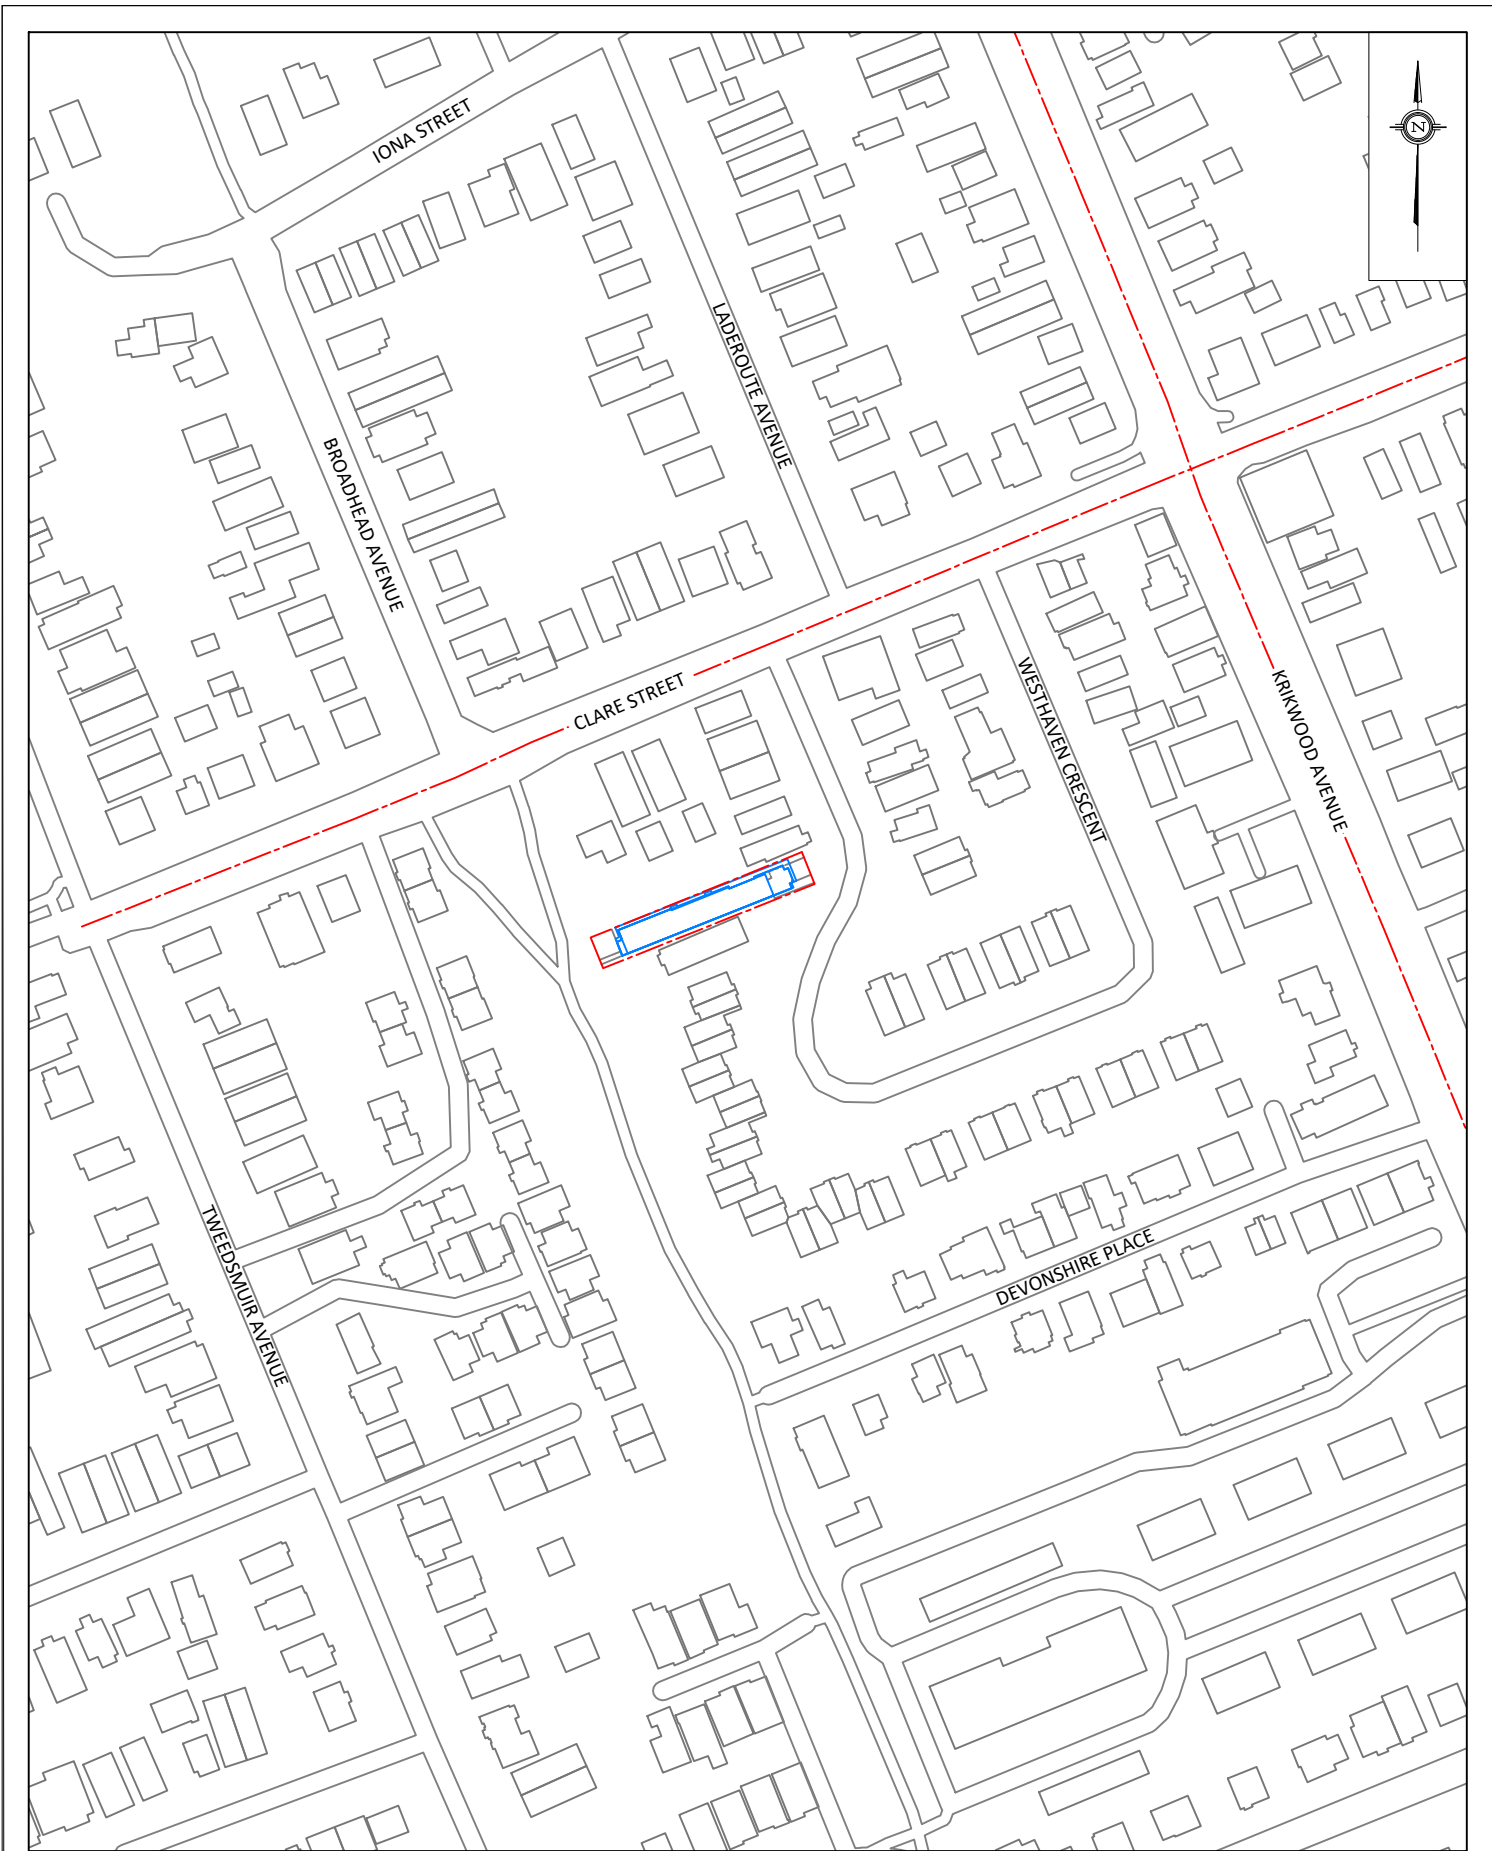 IONA STREET
N
LADEROUTE AVENUE
BROADHEAD AVENUE
CLARE STREET
WESTHAVEN CRESCENT
KRIKWOOD AVENUE
TWEEDSMUIR AVENUE
DEVONSHIRE PLACE